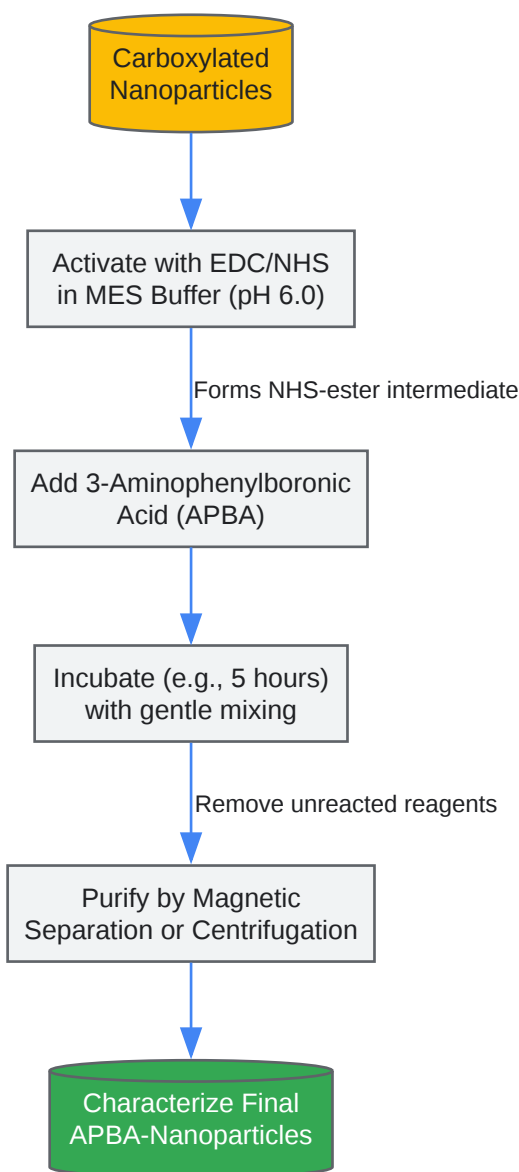 Carboxylated
Nanoparticles
Activate with EDC/NHS
in MES Buffer (pH 6.0)
Forms NHS-ester intermediate
Add 3-Aminophenylboronic
Acid (APBA)
Incubate (e.g., 5 hours)
with gentle mixing
Remove unreacted reagents
Purify by Magnetic
Separation or Centrifugation
Characterize Final
APBA-Nanoparticles